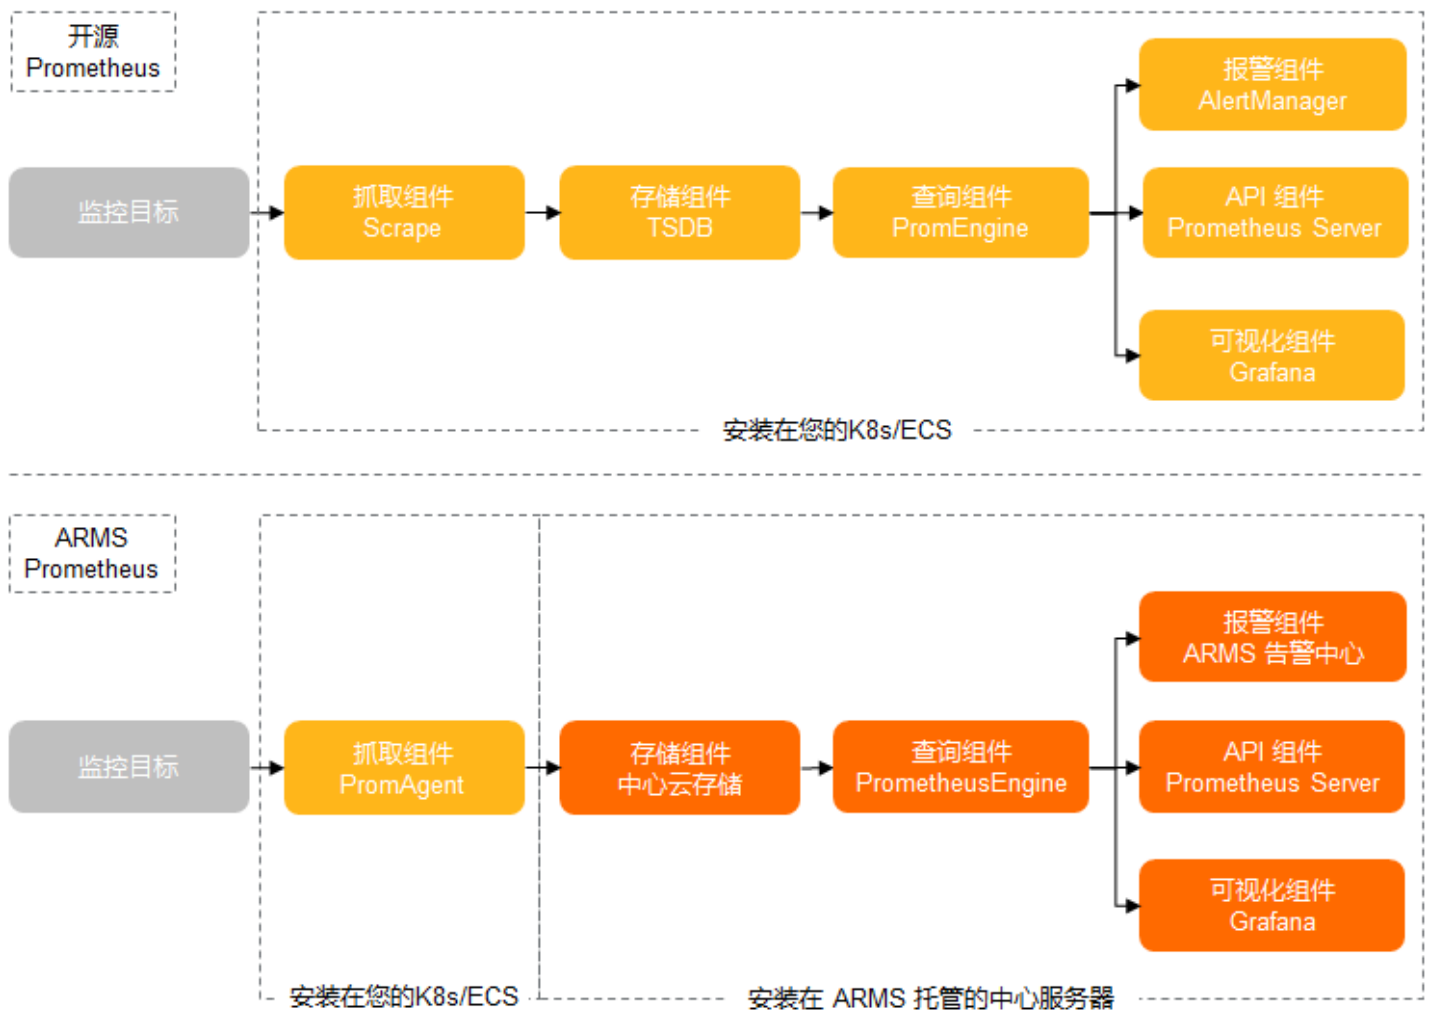 开源
Prometheus
报警组件
AlertManager
监控目标
抓取组件
Scrape
存储组件
TSDB
查询组件
PromEngine
API 组件
Prometheus Server
可视化组件
Grafana
安装在您的K8s/ECS
ARMS
Prometheus
报警组件
ARMS 告警中心
监控目标
抓取组件
PromAgent
存储组件
中心云存储
查询组件
PrometheusEngine
API 组件
Prometheus Server
可视化组件
Grafana
安装在您的K8s/ECS
安装在 ARMS 托管的中心服务器